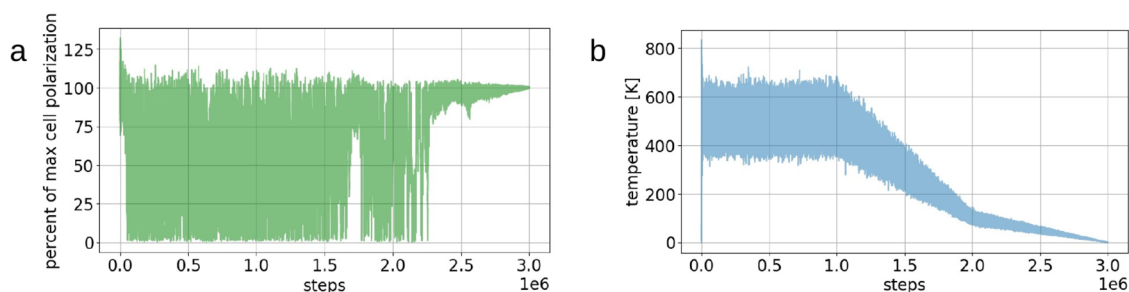 a
percent of max cell polarization
125
100
75
50
25
0
0.0 0.5 1.0 1.5 2.0 2.5 3.0
steps 1e6
b
temperature [K]
800
600
400
200
0
0.0 0.5 1.0 1.5 2.0 2.5 3.0
steps 1e6